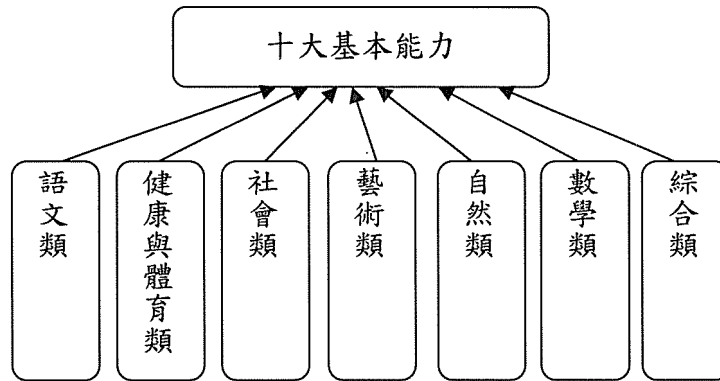 十大基本能力
語文類
健康與體育類
社會類
藝術類
自然類
數學類
綜合類